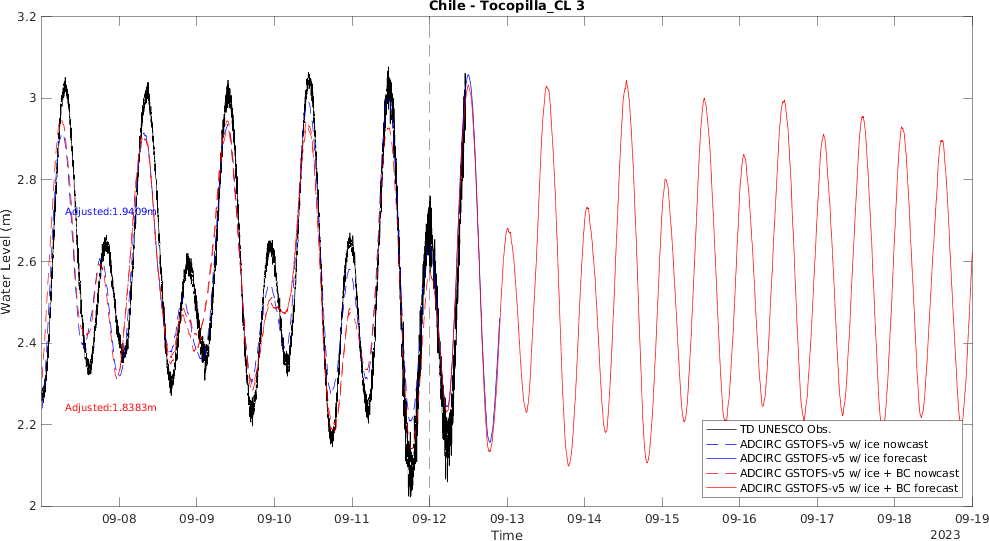 Chile - Tocopilla_CL 3
Water Level (m)
3.2
3
2.8
2.6
2.4
2.2
2
Adjusted:1.9409m
Adjusted:1.8383m
TD UNESCO Obs.
ADCIRC GSTOFS-v5 w/ ice nowcast
ADCIRC GSTOFS-v5 w/ ice forecast
ADCIRC GSTOFS-v5 w/ ice + BC nowcast
ADCIRC GSTOFS-v5 w/ ice + BC forecast
09-08 09-09 09-10 09-11 09-12 09-13 09-14 09-15 09-16 09-17 09-18 09-19
Time
2023